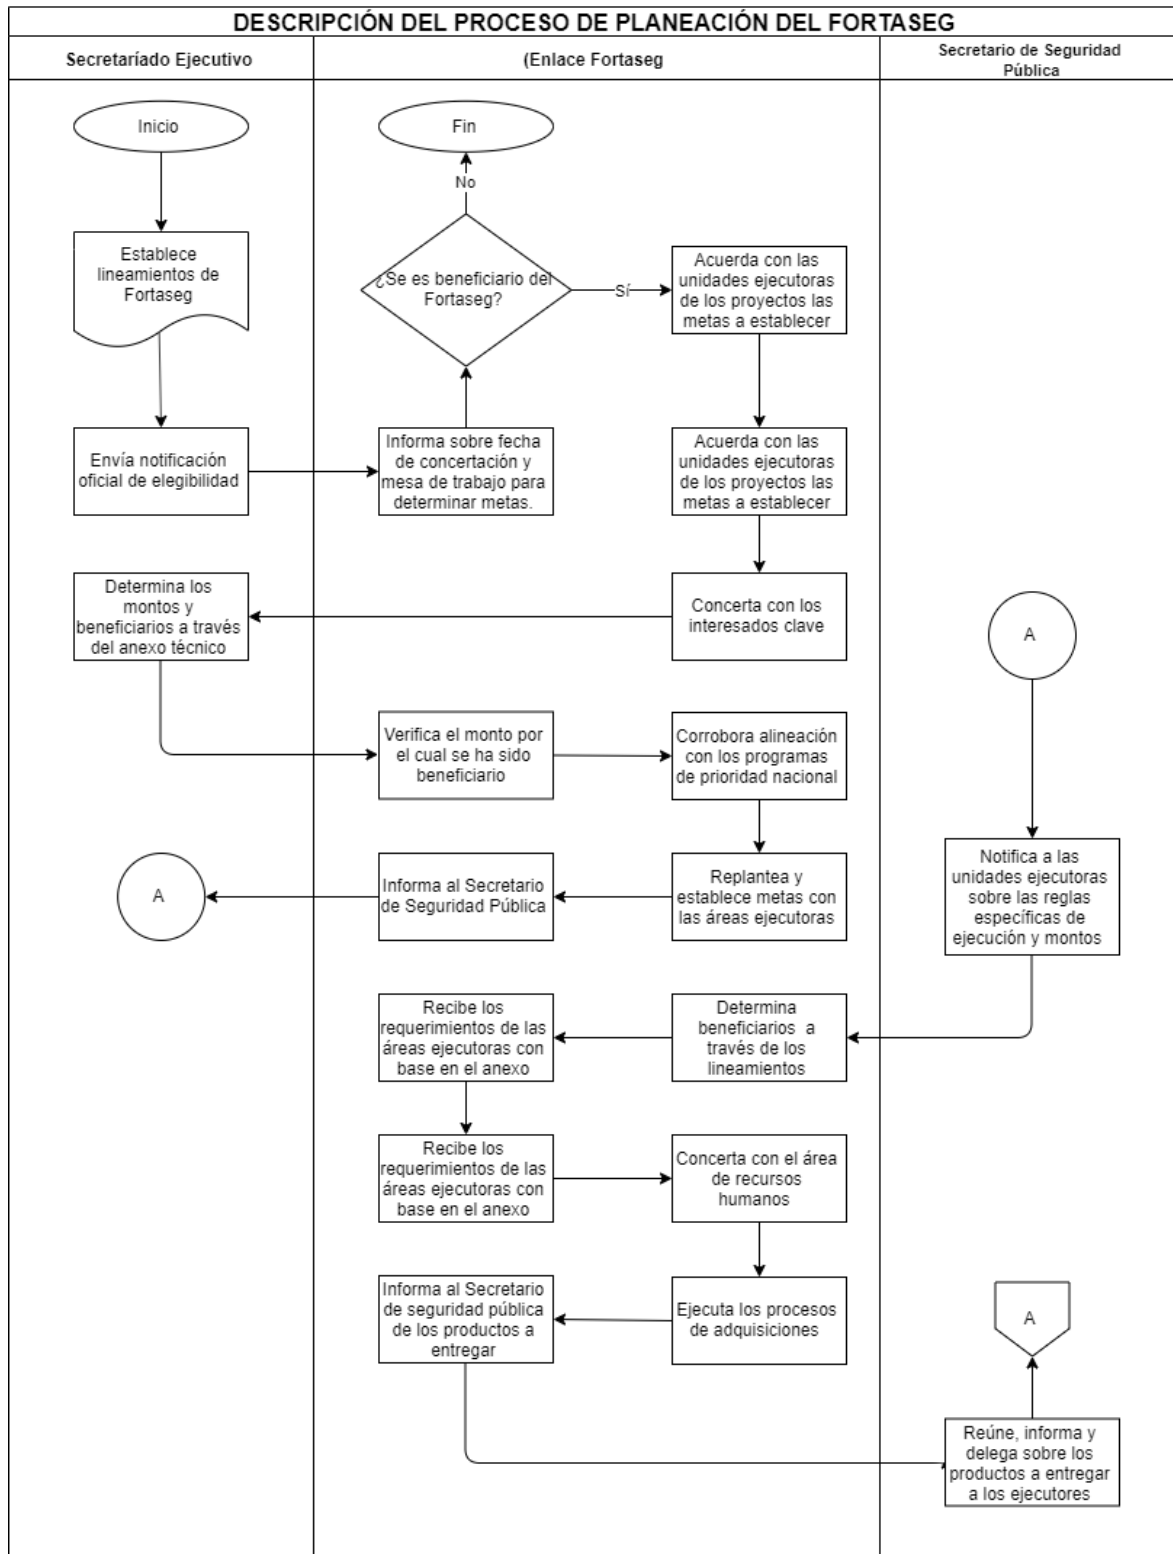 DESCRIPCIÓN DEL PROCESO DE PLANEACIÓN DEL FORTASEG
Secretaríado Ejecutivo
(Enlace Fortaseg
Secretario de Seguridad
Pública
Inicio
Fin
No
Establece
lineamientos de
Fortaseg
¿Se es beneficiario del
Fortaseg?
Sí
Acuerda con las
unidades ejecutoras
de los proyectos las
metas a establecer
Envía notificación
oficial de elegibilidad
Informa sobre fecha
de concertación y
mesa de trabajo para
determinar metas.
Acuerda con las
unidades ejecutoras
de los proyectos las
metas a establecer
Determina los
montos y
beneficiarios a través
del anexo técnico
Concerta con los
interesados clave
A
Verifica el monto por
el cual se ha sido
beneficiario
Corrobora alineación
con los programas
de prioridad nacional
A
Informa al Secretario
de Seguridad Pública
Replantea y
establece metas con
las áreas ejecutoras
Notifica a las
unidades ejecutoras
sobre las reglas
específicas de
ejecución y montos
Recibe los
requerimientos de las
áreas ejecutoras con
base en el anexo
Determina
beneficiarios a
través de los
lineamientos
Recibe los
requerimientos de las
áreas ejecutoras con
base en el anexo
Concerta con el área
de recursos
humanos
Informa al Secretario
de seguridad pública
de los productos a
entregar
Ejecuta los procesos
de adquisiciones
A
Reúne, informa y
delega sobre los
productos a entregar
a los ejecutores